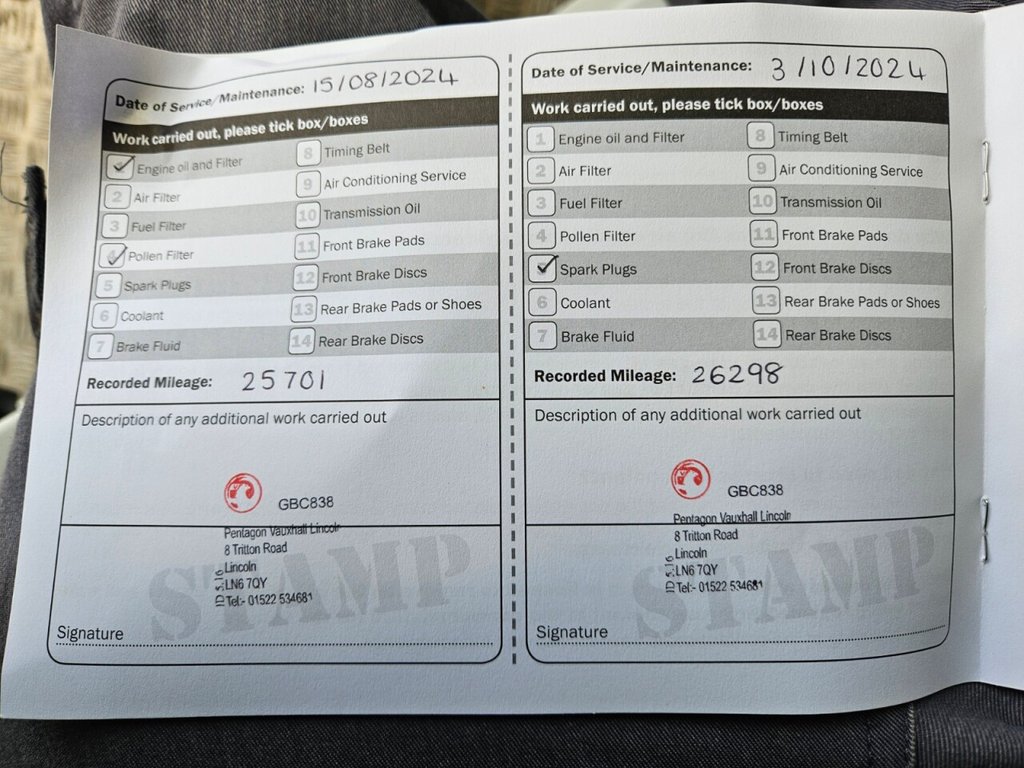 Date of Service/Maintenance: 15/08/2024
Work carried out, please tick box/boxes
Engine oil and Filter
2 Air Filter
3 Fuel Filter
4 Pollen Filter
5 Spark Plugs
6 Coolant
7 Brake Fluid
8 Timing Belt
9 Air Conditioning Service
10 Transmission Oil
11 Front Brake Pads
12 Front Brake Discs
13 Rear Brake Pads or Shoes
14 Rear Brake Discs
Recorded Mileage: 25701
Description of any additional work carried out
GBC838
Pentagon Vauxhall Lincoln
8 Tritton Road
Lincoln
LN6 7QY
Tel:- 01522 534681
ID 5.16
STAMP
Signature
Date of Service/Maintenance: 3/10/2024
Work carried out, please tick box/boxes
1 Engine oil and Filter
2 Air Filter
3 Fuel Filter
4 Pollen Filter
Spark Plugs
6 Coolant
7 Brake Fluid
8 Timing Belt
9 Air Conditioning Service
10 Transmission Oil
11 Front Brake Pads
12 Front Brake Discs
13 Rear Brake Pads or Shoes
14 Rear Brake Discs
Recorded Mileage: 26298
Description of any additional work carried out
GBC838
Pentagon Vauxhall Lincoln
8 Tritton Road
Lincoln
LN6 7QY
Tel:- 01522 534681
ID 5.16
STAMP
Signature